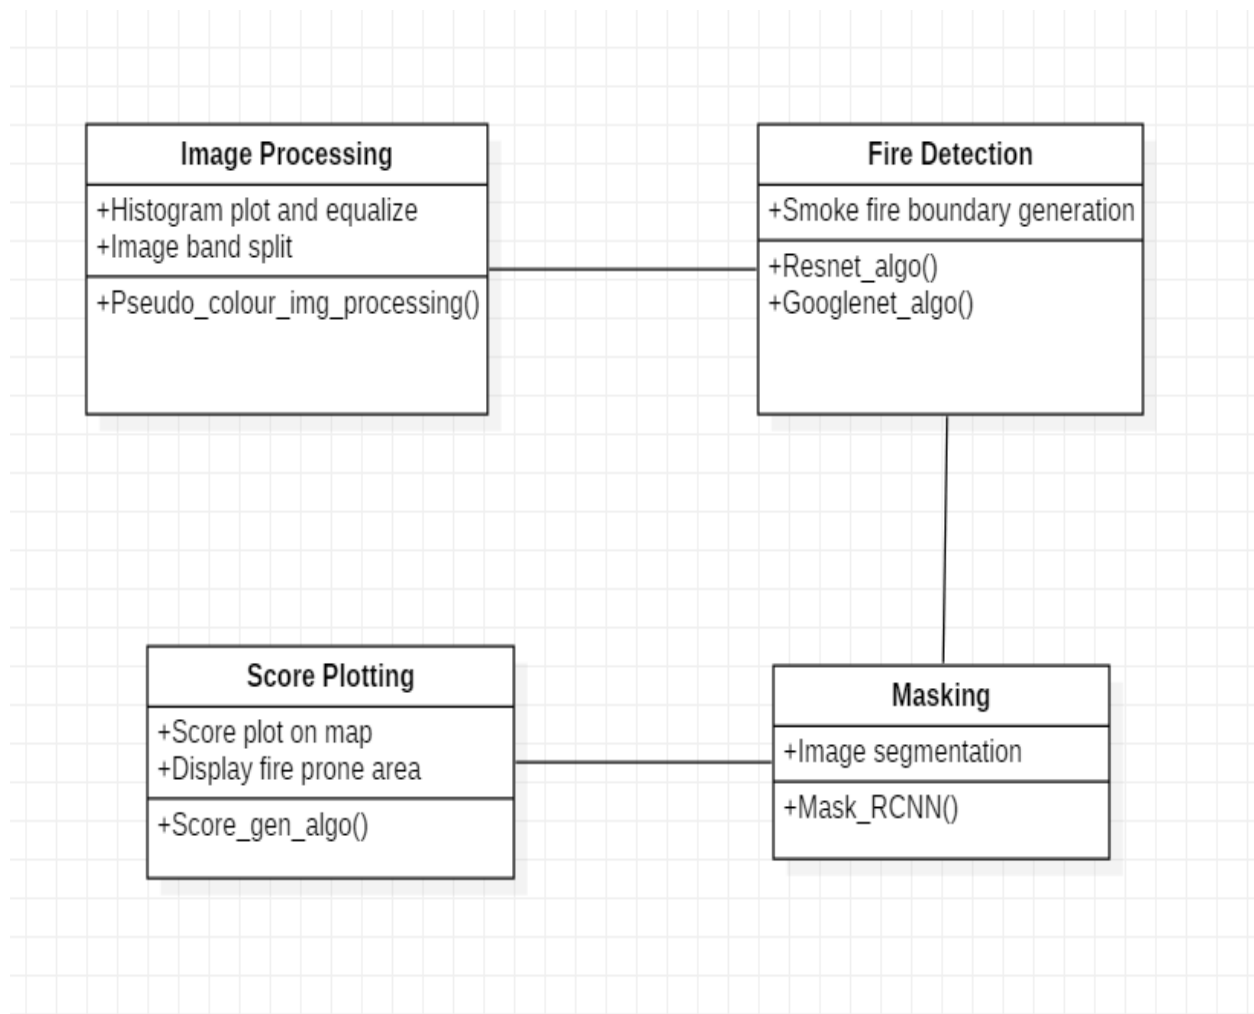 Image Processing
+Histogram plot and equalize
+Image band split
+Pseudo_colour_img_processing()
Fire Detection
+Smoke fire boundary generation
+Resnet_algo()
+Googlenet_algo()
Score Plotting
+Score plot on map
+Display fire prone area
+Score_gen_algo()
Masking
+Image segmentation
+Mask_RCNN()